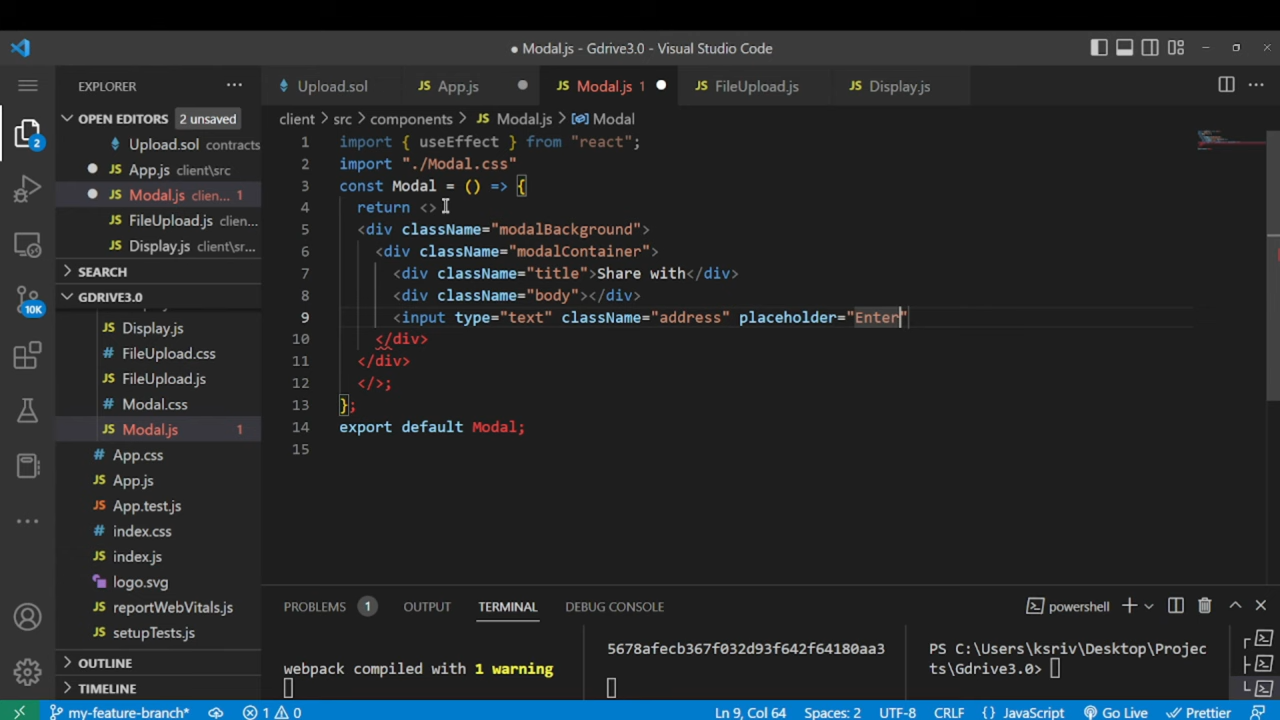 ● Modal.js - Gdrive3.0 - Visual Studio Code
EXPLORER
OPEN EDITORS 2 unsaved
Upload.sol contracts
JS App.js client\src
JS Modal.js clien... 1
JS FileUpload.js clien...
JS Display.js client\sr...
SEARCH
GDRIVE3.0
JS Display.js
FileUpload.css
JS FileUpload.js
Modal.css
JS Modal.js 1
App.css
JS App.js
App.test.js
index.css
JS index.js
logo.svg
JS reportWebVitals.js
JS setupTests.js
OUTLINE
TIMELINE
2
10K
Upload.sol
JS App.js
JS Modal.js 1
JS FileUpload.js
JS Display.js
client > src > components > JS Modal.js > Modal
1 import { useEffect } from "react";
2 import "./Modal.css"
3 const Modal = () => {
4 return <>
5 <div className="modalBackground">
6 <div className="modalContainer">
7 <div className="title">Share with</div>
8 <div className="body"></div>
9 <input type="text" className="address" placeholder="Enter"
10 </div>
11 </div>
12 </>;
13 };
14 export default Modal;
15
PROBLEMS 1 OUTPUT TERMINAL DEBUG CONSOLE
powershell
webpack compiled with 1 warning
5678afecb367f032d93f642f64180aa3
PS C:\Users\ksriv\Desktop\Projec
ts\Gdrive3.0>
my-feature-branch* 1 0 Ln 9, Col 64 Spaces: 2 UTF-8 CRLF {} JavaScript Go Live Prettier